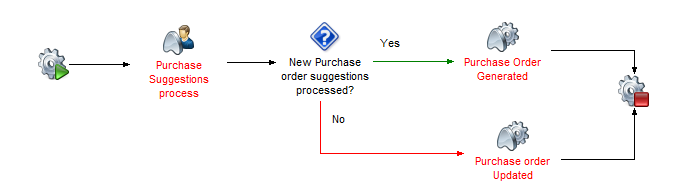 Purchase
Suggestions
process
New Purchase
order suggestions
processed?
Yes
No
Purchase Order
Generated
Purchase order
Updated